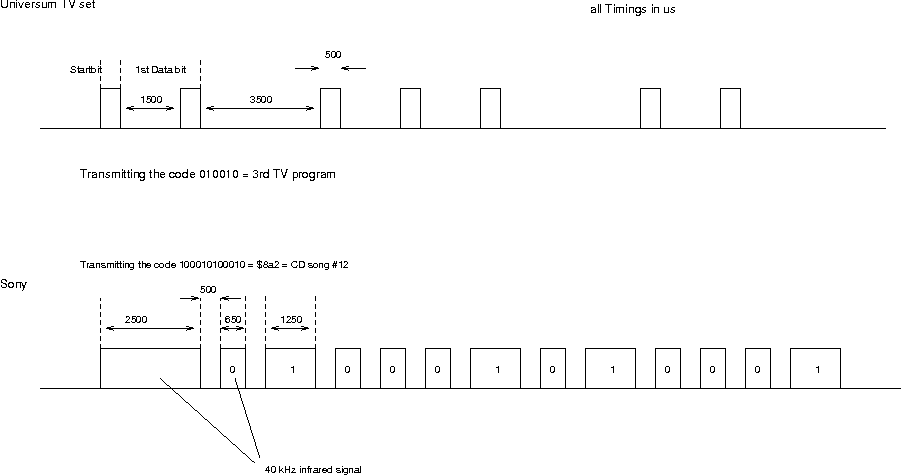 Universum TV set
all Timings in us
500
Startbit
1st Data bit
1500
3500
Transmitting the code 010010 = 3rd TV program
Transmitting the code 100010100010 = $8a2 = CD song #12
Sony
500
2500
650
1250
0
1
0
0
0
1
0
1
0
0
0
1
40 kHz infrared signal